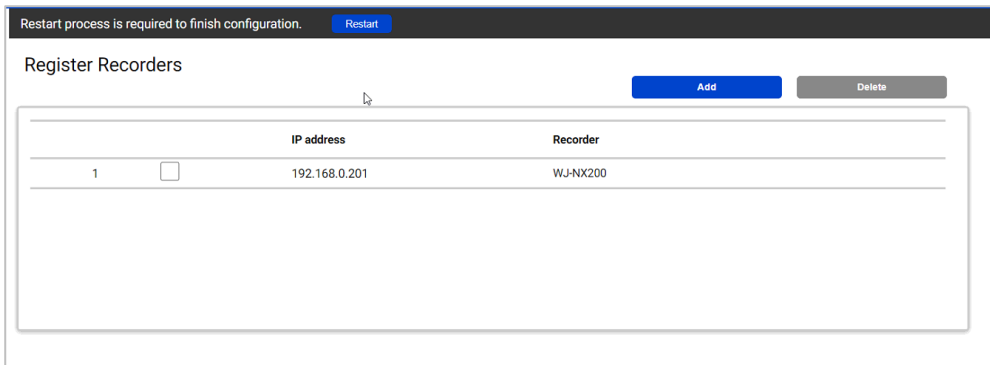 Restart process is required to finish configuration. Restart
Register Recorders
Add Delete
IP address Recorder
1 192.168.0.201 WJ-NX200